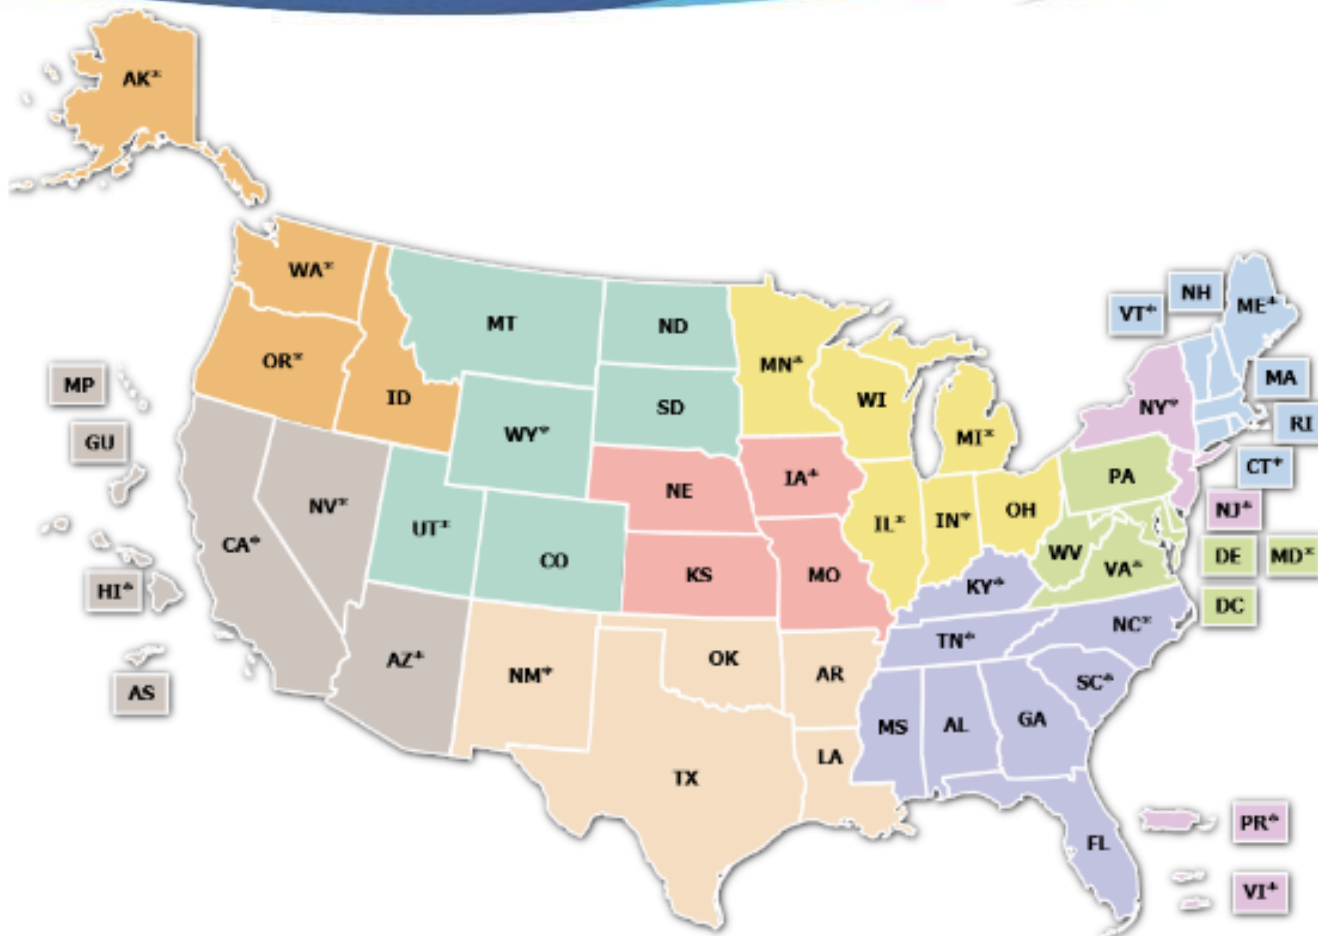 AK*
WA*
OR*
ID
MT
ND
SD
WY*
MN*
WI
MI*
VT*
NH
ME*
MA
RI
CT*
NY*
NJ*
PA
MP
GU
HI*
AS
CA*
NV*
UT*
CO
NE
IA*
KS
MO
IL*
IN*
OH
WV
VA*
DE
MD*
DC
KY*
TN*
NC*
SC*
AZ*
NM*
OK
AR
TX
LA
MS
AL
GA
FL
PR*
VI*